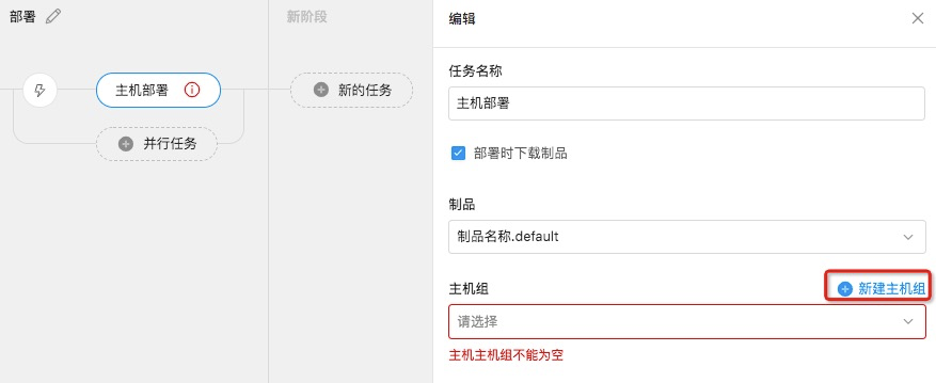 部署
新阶段
主机部署
新的任务
并行任务
编辑
任务名称
主机部署
部署时下载制品
制品
制品名称.default
主机组
新建主机组
请选择
主机主机组不能为空